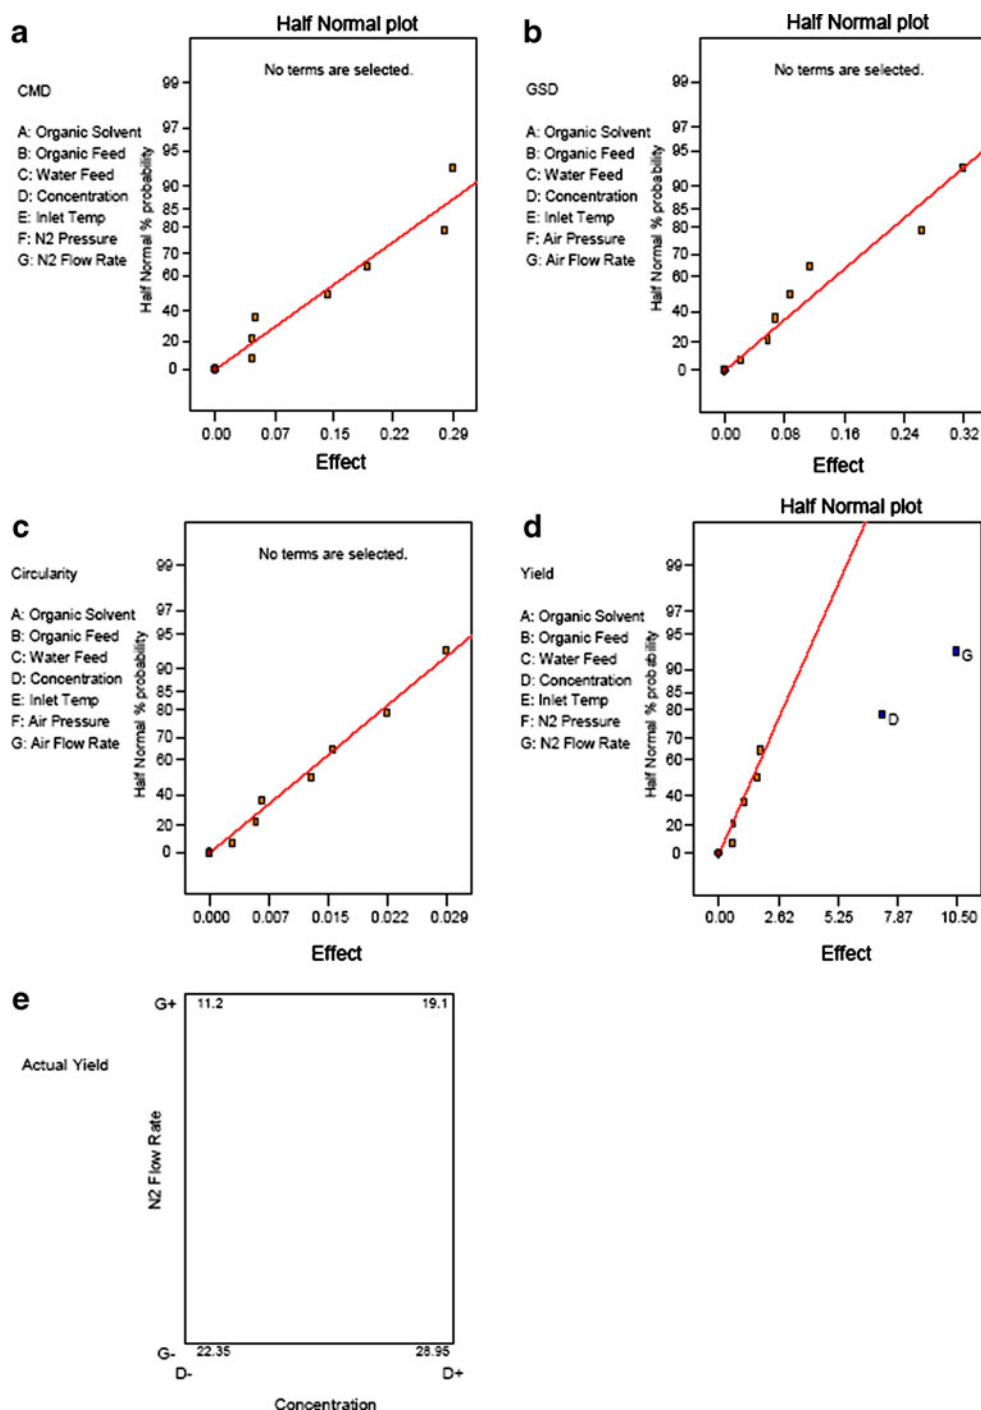 a
Half Normal plot
No terms are selected.
CMD
A: Organic Solvent
B: Organic Feed
C: Water Feed
D: Concentration
E: Inlet Temp
F: N2 Pressure
G: N2 Flow Rate
Half Normal % probability
99
97
95
90
85
80
70
60
40
20
0
0.00 0.07 0.15 0.22 0.29
Effect
b
Half Normal plot
No terms are selected.
GSD
A: Organic Solvent
B: Organic Feed
C: Water Feed
D: Concentration
E: Inlet Temp
F: Air Pressure
G: Air Flow Rate
Half Normal % probability
99
97
95
90
85
80
70
60
40
20
0
0.00 0.08 0.16 0.24 0.32
Effect
c
No terms are selected.
Circularity
A: Organic Solvent
B: Organic Feed
C: Water Feed
D: Concentration
E: Inlet Temp
F: Air Pressure
G: Air Flow Rate
Half Normal % probability
99
97
95
90
85
80
70
60
40
20
0
0.000 0.007 0.015 0.022 0.029
Effect
d
Half Normal plot
Yield
A: Organic Solvent
B: Organic Feed
C: Water Feed
D: Concentration
E: Inlet Temp
F: N2 Pressure
G: N2 Flow Rate
Half Normal % probability
99
97
95
90
85
80
70
60
40
20
0
G
D
0.00 2.62 5.25 7.87 10.50
Effect
e
G+ 11.2 19.1
Actual Yield
N2 Flow Rate
G- 22.35 28.95
D- D+
Concentration